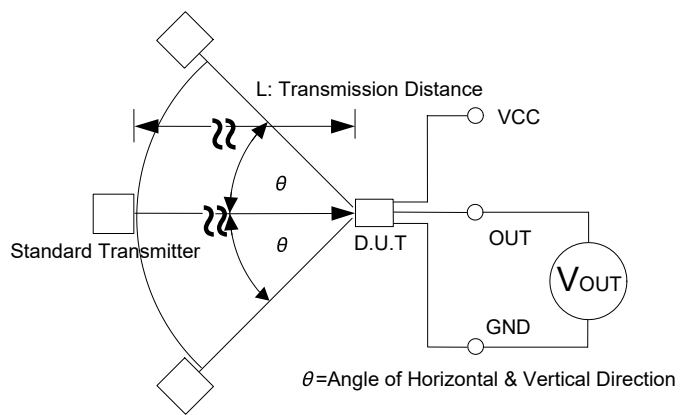 L: Transmission Distance
VCC
θ
Standard Transmitter
θ
D.U.T
OUT
VOUT
GND
θ=Angle of Horizontal & Vertical Direction